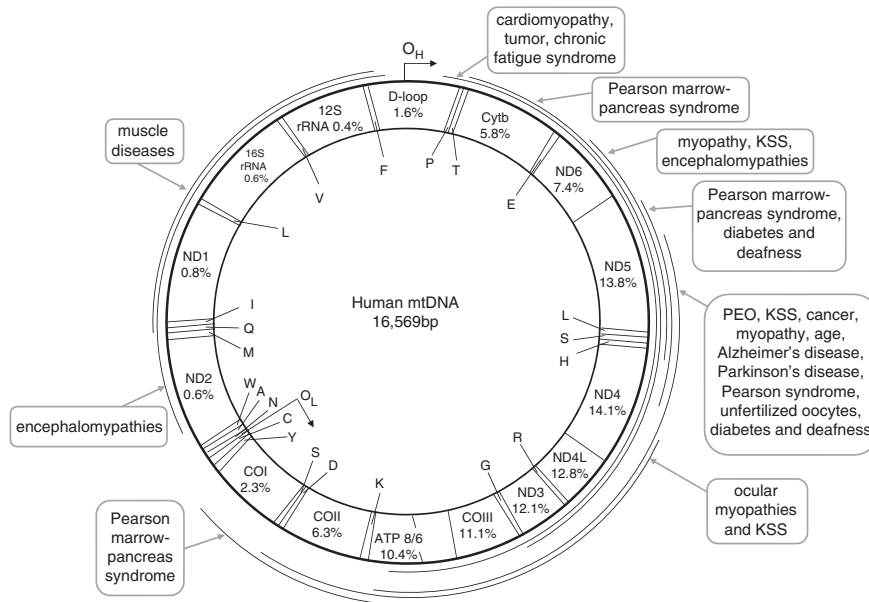 cardiomyopathy,
tumor, chronic
fatigue syndrome
Pearson marrow-
pancreas syndrome
myopathy, KSS,
encephalomypathies
Pearson marrow-
pancreas syndrome,
diabetes and
deafness
PEO, KSS, cancer,
myopathy, age,
Alzheimer's disease,
Parkinson's disease,
Pearson syndrome,
unfertilized oocytes,
diabetes and deafness
ocular
myopathies
and KSS
Pearson
marrow-
pancreas
syndrome
encephalomypathies
muscle
diseases
OH
D-loop
1.6%
Cytb
5.8%
ND6
7.4%
ND5
13.8%
ND4
14.1%
ND4L
12.8%
ND3
12.1%
COIII
11.1%
ATP 8/6
10.4%
COII
6.3%
COI
2.3%
ND2
0.6%
ND1
0.8%
16S
rRNA
0.6%
12S
rRNA 0.4%
F
P
T
E
L
S
H
R
G
K
D
S
Y
C
N
A
W
OL
M
Q
I
L
V
Human mtDNA
16,569bp